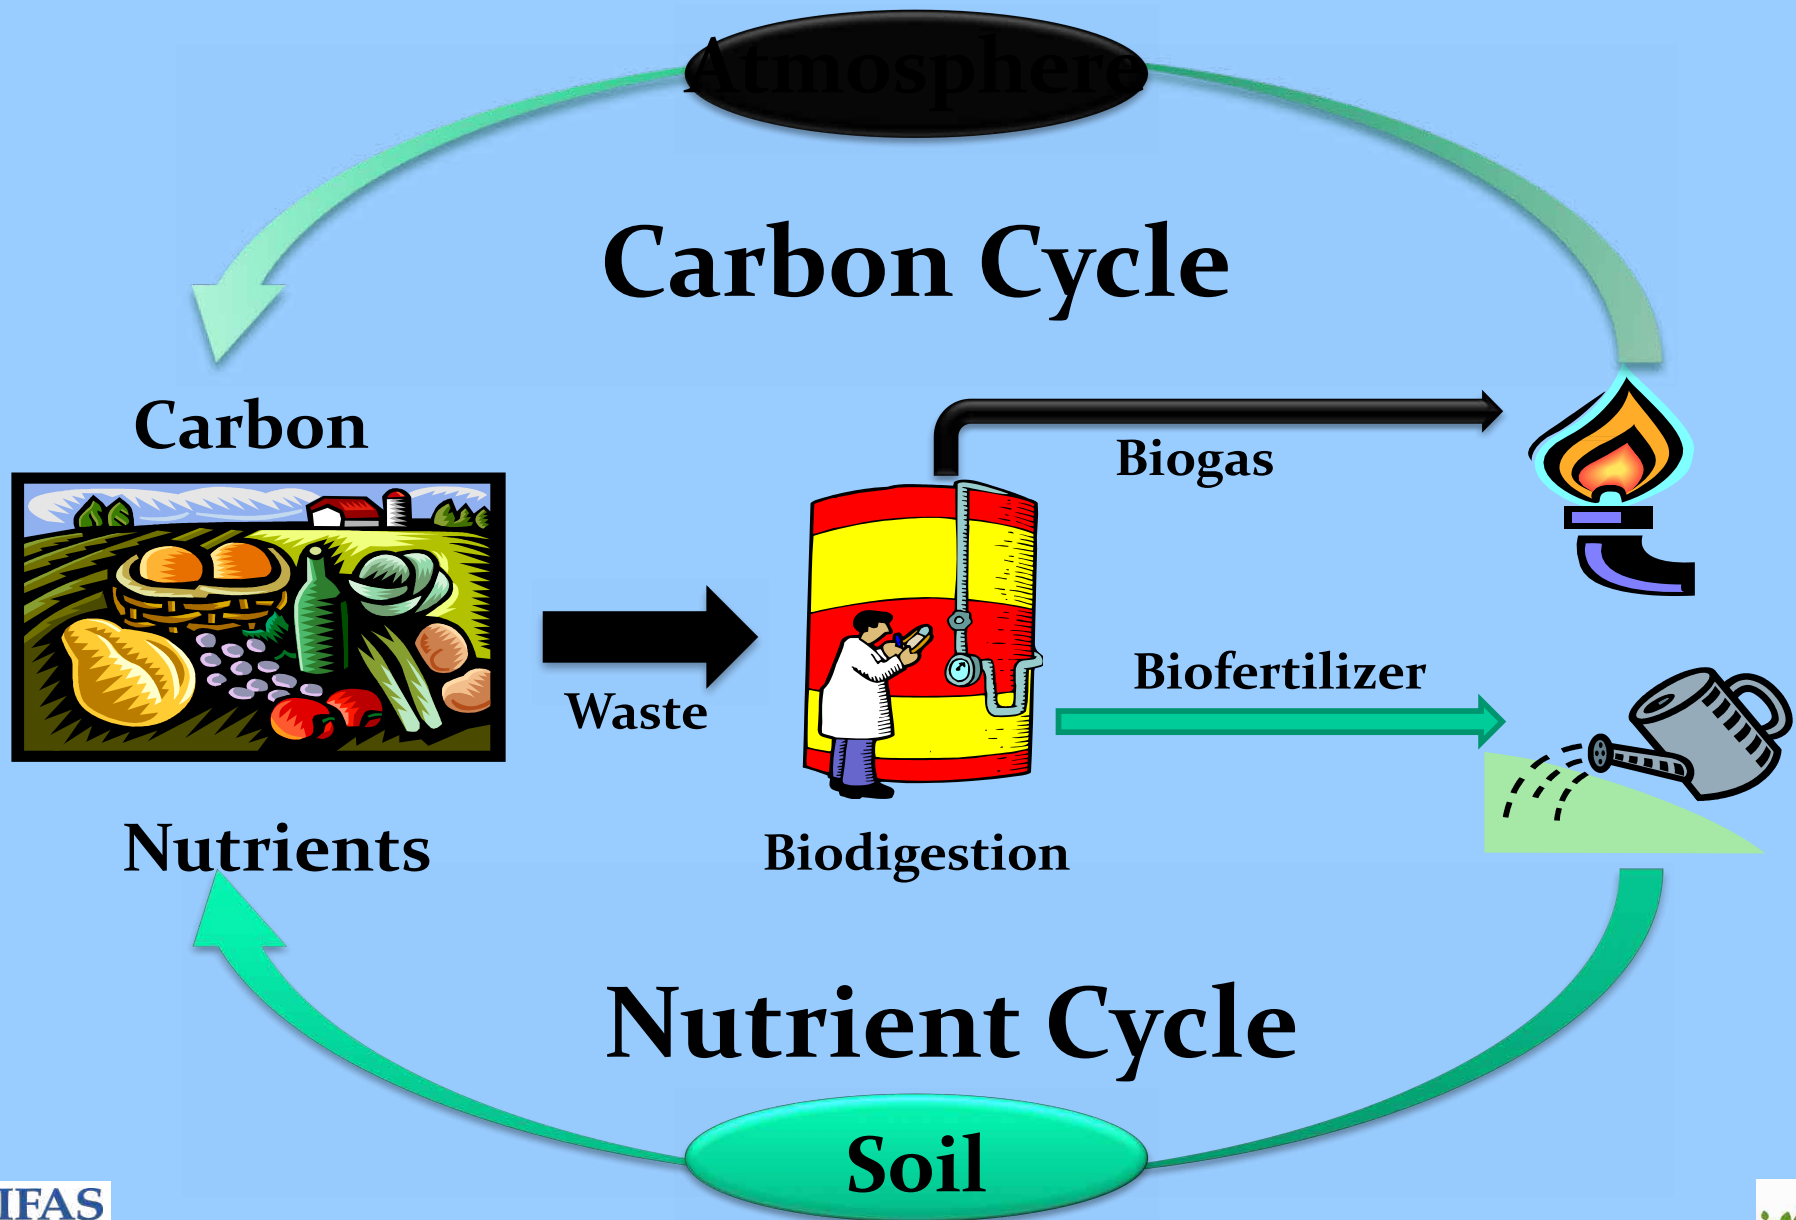 Atmosphere
Carbon Cycle
Carbon
Biogas
Biofertilizer
Waste
Nutrients
Biodigestion
Nutrient Cycle
Soil
IFAS